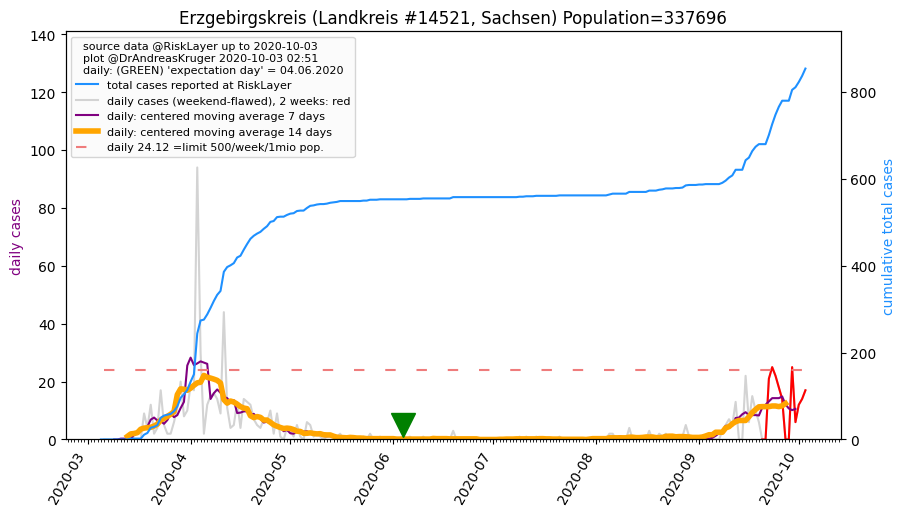 Erzgebirgskreis (Landkreis #14521, Sachsen) Population=337696
source data @RiskLayer up to 2020-10-03
plot @DrAndreasKruger 2020-10-03 02:51
daily: (GREEN) 'expectation day' = 04.06.2020
total cases reported at RiskLayer
daily cases (weekend-flawed), 2 weeks: red
daily: centered moving average 7 days
daily: centered moving average 14 days
daily 24.12 =limit 500/week/1mio pop.
daily cases
140
120
100
80
60
40
20
0
cumulative total cases
800
600
400
200
0
2020-03
2020-04
2020-05
2020-06
2020-07
2020-08
2020-09
2020-10